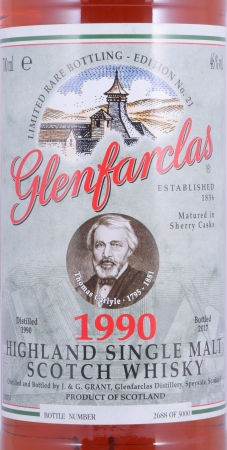 LIMITED RARE BOTTLING - EDITION No. 21
70cl e 46%vol
Glenfarclas®
ESTABLISHED
1836
Matured in
Sherry Casks
Thomas Carlyle · 1795 - 1881
Distilled
1990
Bottled
2017
1990
HIGHLAND SINGLE MALT
SCOTCH WHISKY
Distilled and Bottled by J. & G. GRANT, Glenfarclas Distillery, Speyside,
PRODUCT OF SCOTLAND
BOTTLE NUMBER 2688 OF 3000